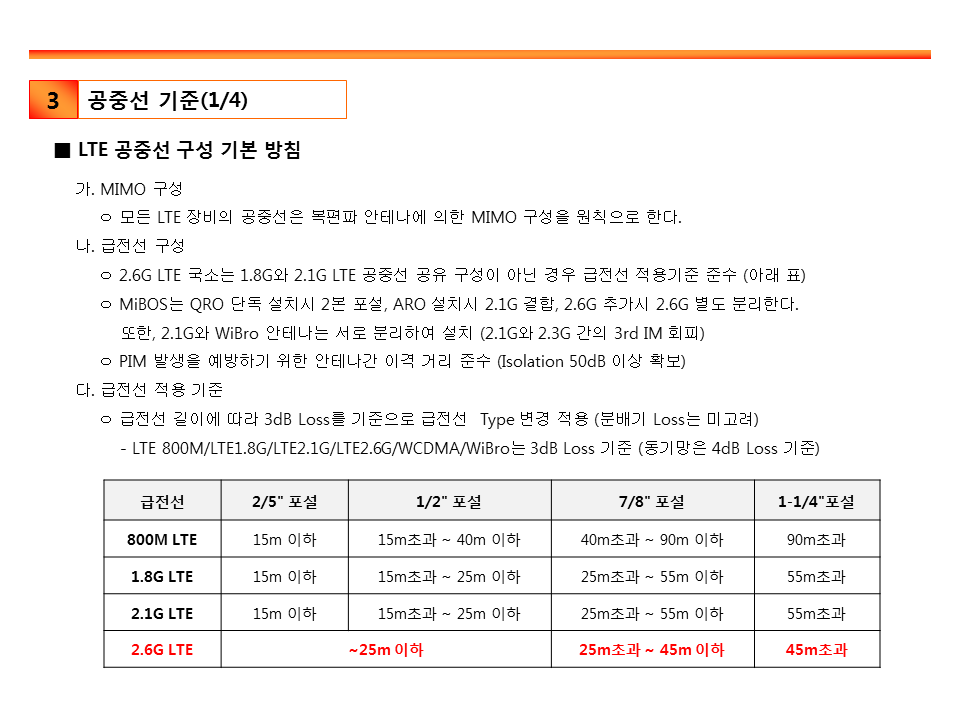 3 공중선 기준(1/4)
■ LTE 공중선 구성 기본 방침
가. MIMO 구성
○ 모든 LTE 장비의 공중선은 복편파 안테나에 의한 MIMO 구성을 원칙으로 한다.
나. 급전선 구성
○ 2.6G LTE 국소는 1.8G와 2.1G LTE 공중선 공유 구성이 아닌 경우 급전선 적용기준 준수 (아래 표)
○ MiBOS는 QRO 단독 설치시 2본 포설, ARO 설치시 2.1G 결합, 2.6G 추가시 2.6G 별도 분리한다.
또한, 2.1G와 WiBro 안테나는 서로 분리하여 설치 (2.1G와 2.3G 간의 3rd IM 회피)
○ PIM 발생을 예방하기 위한 안테나간 이격 거리 준수 (Isolation 50dB 이상 확보)
다. 급전선 적용 기준
○ 급전선 길이에 따라 3dB Loss를 기준으로 급전선 Type 변경 적용 (분배기 Loss는 미고려)
- LTE 800M/LTE1.8G/LTE2.1G/LTE2.6G/WCDMA/WiBro는 3dB Loss 기준 (동기망은 4dB Loss 기준)
급전선 2/5" 포설 1/2" 포설 7/8" 포설 1-1/4"포설
800M LTE 15m 이하 15m초과 ~ 40m 이하 40m초과 ~ 90m 이하 90m초과
1.8G LTE 15m 이하 15m초과 ~ 25m 이하 25m초과 ~ 55m 이하 55m초과
2.1G LTE 15m 이하 15m초과 ~ 25m 이하 25m초과 ~ 55m 이하 55m초과
2.6G LTE ~25m 이하 25m초과 ~ 45m 이하 45m초과